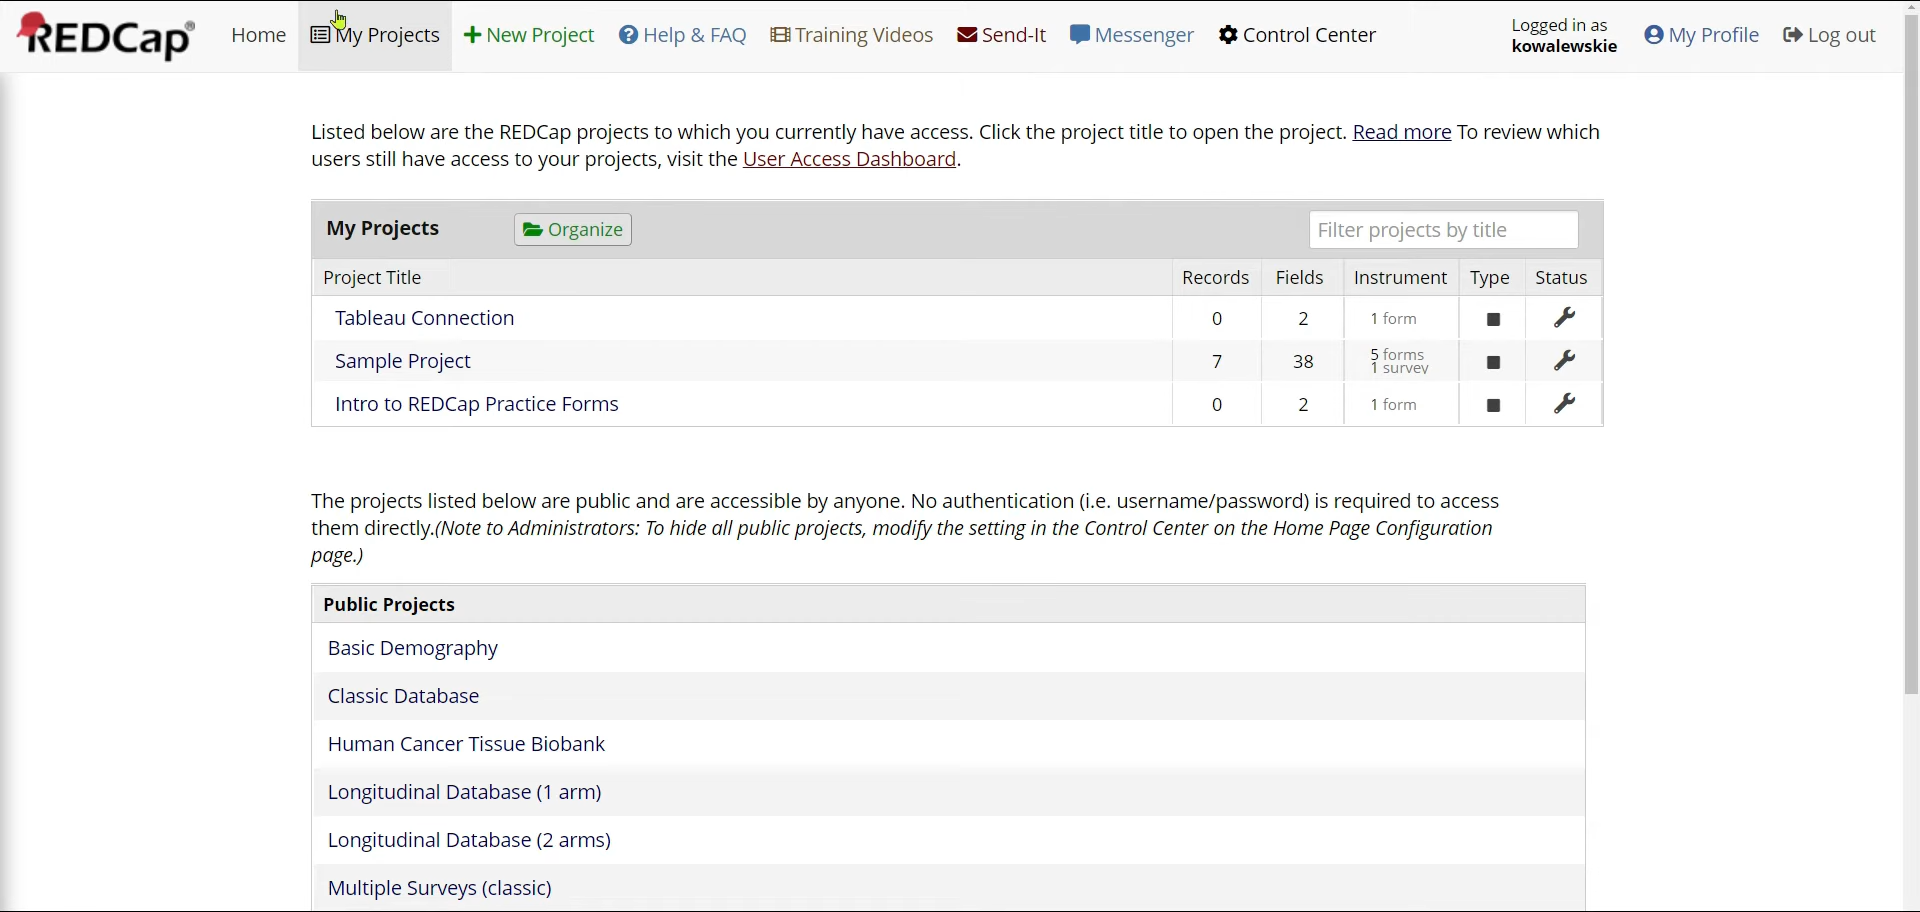 REDCap®
Home My Projects New Project Help & FAQ Training Videos Send-It Messenger Control Center Logged in as kowalewskie My Profile Log out
Listed below are the REDCap projects to which you currently have access. Click the project title to open the project. Read more To review which
users still have access to your projects, visit the User Access Dashboard.
My Projects Organize Filter projects by title
Project Title Records Fields Instrument Type Status
Tableau Connection 0 2 1 form
Sample Project 7 38 5 forms 1 survey
Intro to REDCap Practice Forms 0 2 1 form
The projects listed below are public and are accessible by anyone. No authentication (i.e. username/password) is required to access
them directly.(Note to Administrators: To hide all public projects, modify the setting in the Control Center on the Home Page Configuration
page.)
Public Projects
Basic Demography
Classic Database
Human Cancer Tissue Biobank
Longitudinal Database (1 arm)
Longitudinal Database (2 arms)
Multiple Surveys (classic)